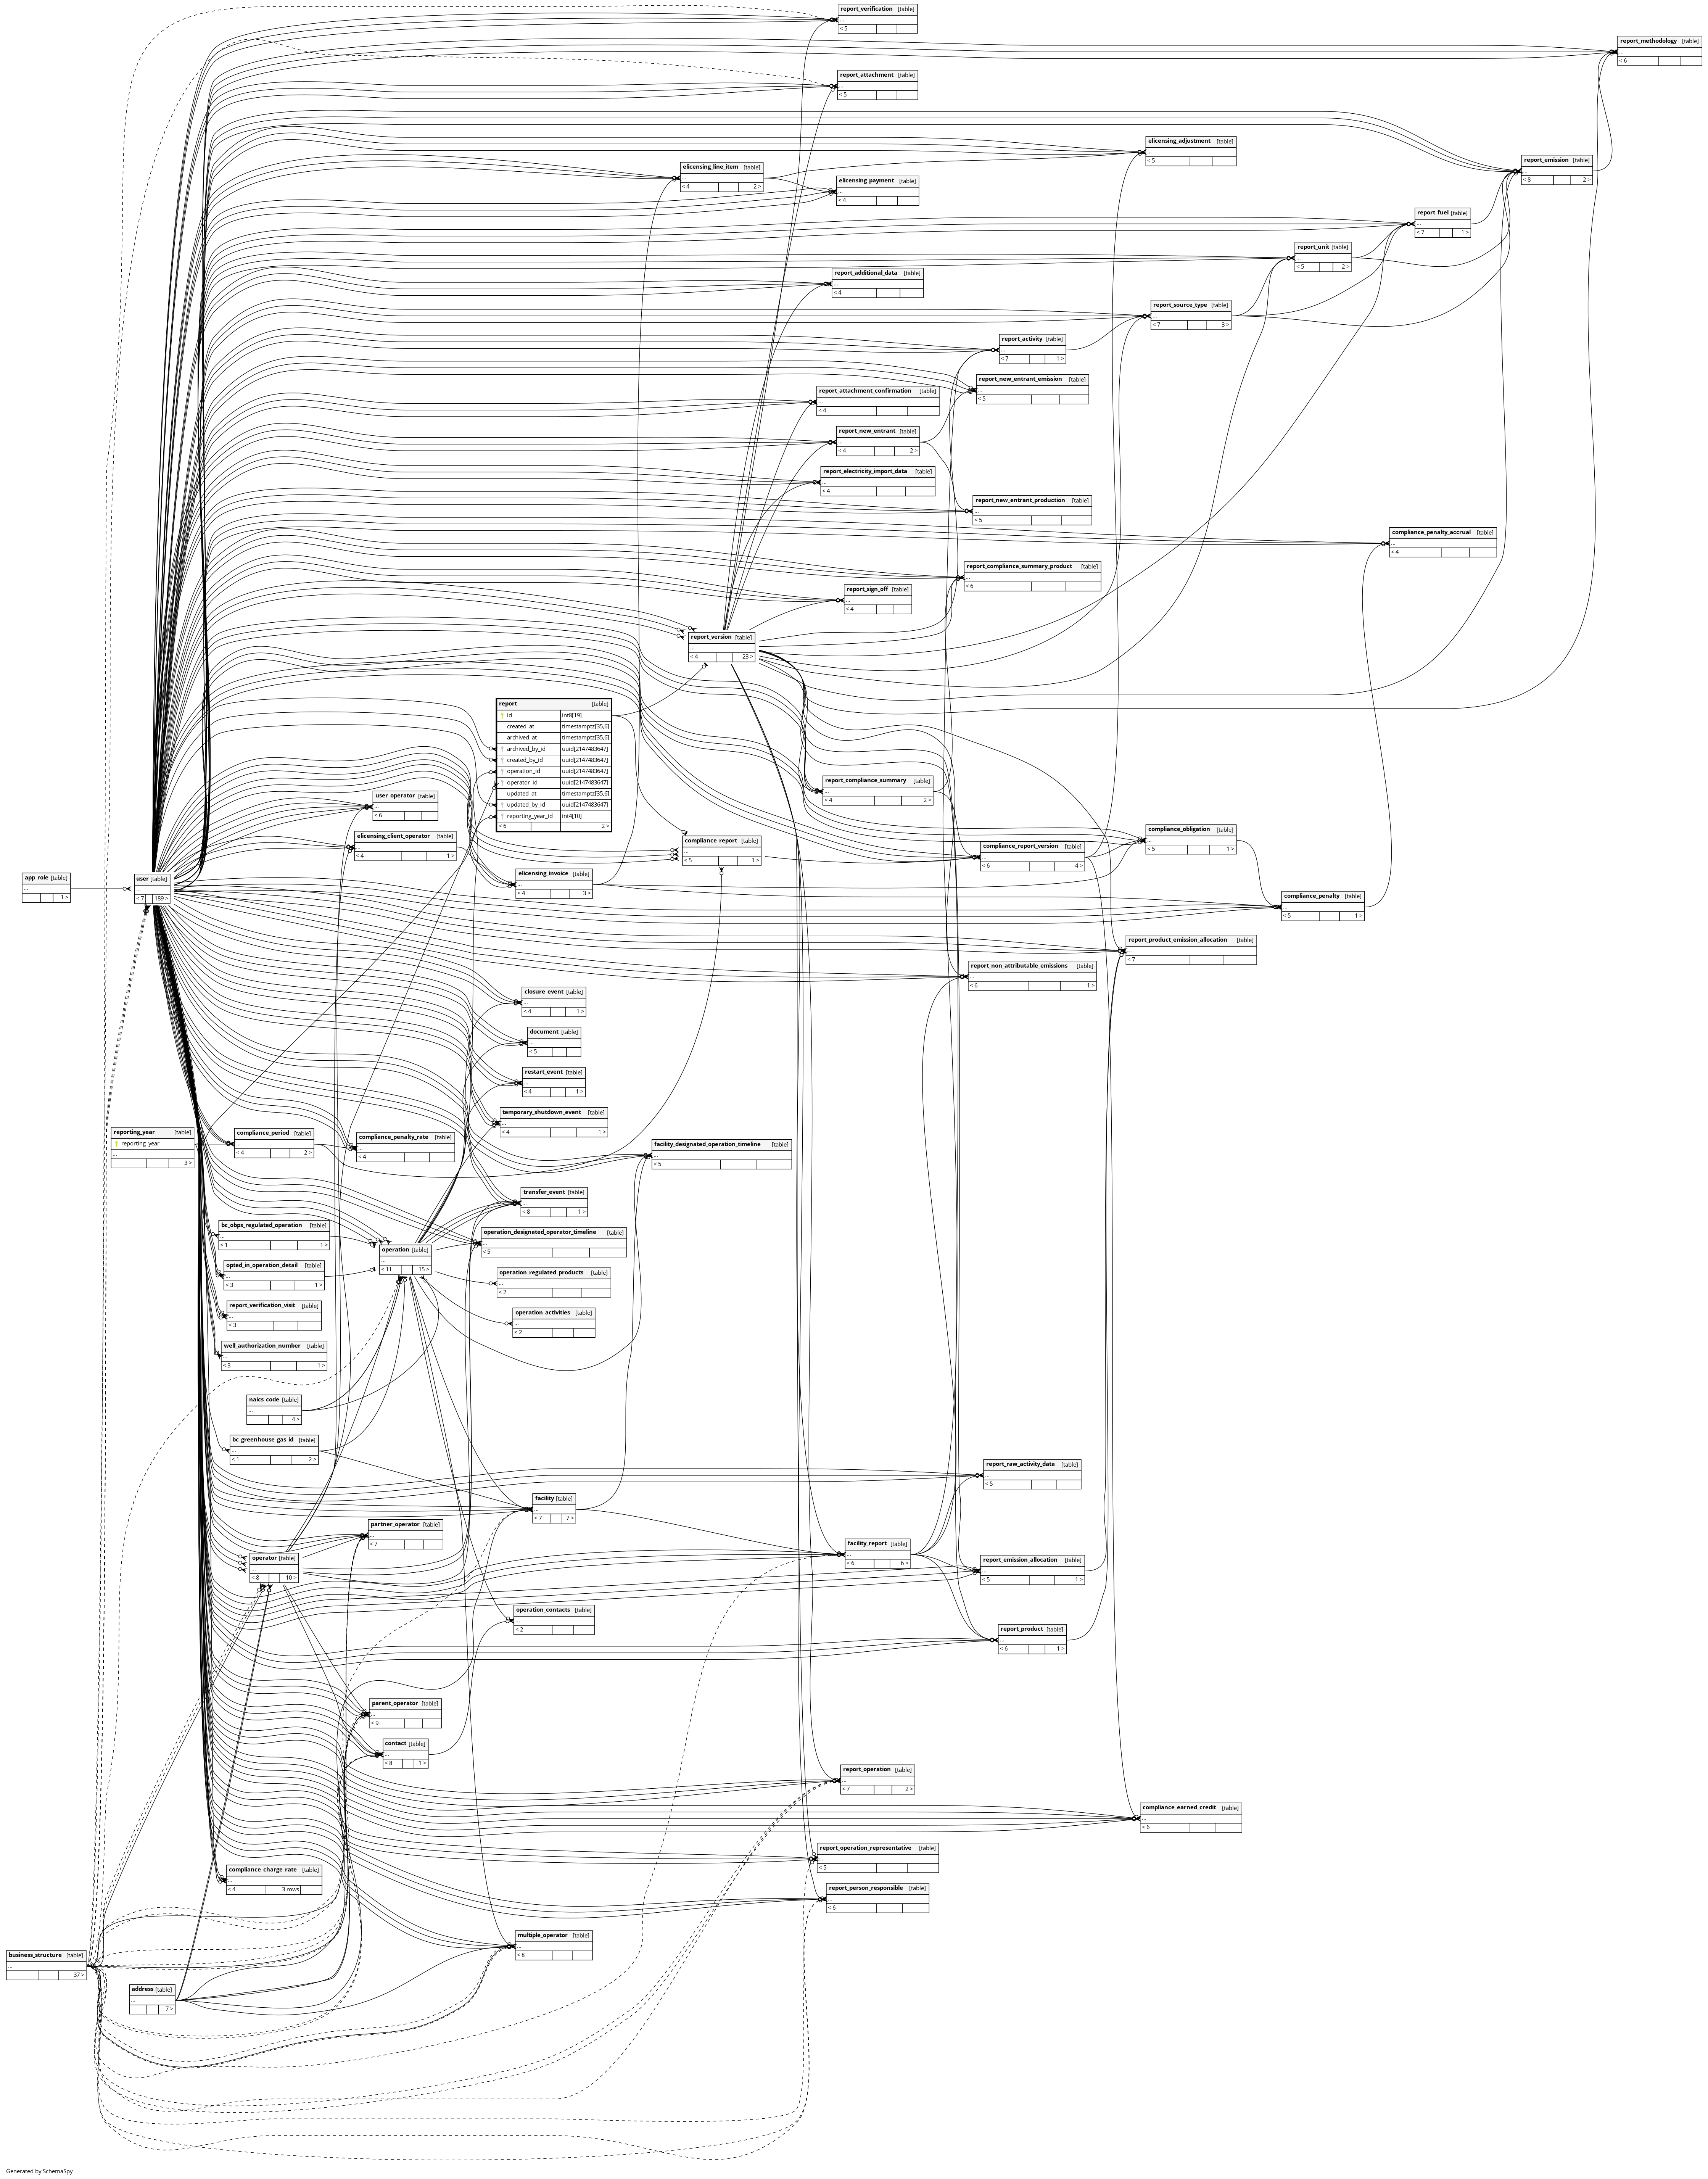 report_verification [table]
...
< 5
report_methodology [table]
...
< 6
report_attachment [table]
...
< 5
elicensing_adjustment [table]
...
< 5
report_emission [table]
...
< 8 2 >
elicensing_line_item [table]
...
< 4 2 >
elicensing_payment [table]
...
< 4
report_fuel [table]
...
< 7 1 >
report_unit [table]
...
< 5 2 >
report_additional_data [table]
...
< 4
report_source_type [table]
...
< 7 3 >
report_activity [table]
...
< 7 1 >
report_new_entrant_emission [table]
...
< 5
report_attachment_confirmation [table]
...
< 4
report_new_entrant [table]
...
< 4 2 >
report_electricity_import_data [table]
...
< 4
report_new_entrant_production [table]
...
< 5
compliance_penalty_accrual [table]
...
< 4
report_compliance_summary_product [table]
...
< 6
report_sign_off [table]
...
< 4
report_version [table]
...
< 4 23 >
report [table]
id int8[19]
created_at timestamptz[35,6]
archived_at timestamptz[35,6]
archived_by_id uuid[2147483647]
created_by_id uuid[2147483647]
operation_id uuid[2147483647]
operator_id uuid[2147483647]
updated_at timestamptz[35,6]
updated_by_id uuid[2147483647]
reporting_year_id int4[10]
< 6 2 >
report_compliance_summary [table]
...
< 4 2 >
user_operator [table]
...
< 6
compliance_obligation [table]
...
< 5 1 >
elicensing_client_operator [table]
...
< 4 1 >
compliance_report [table]
...
< 5 1 >
compliance_report_version [table]
...
< 6 4 >
elicensing_invoice [table]
...
< 4 3 >
app_role [table]
...
1 >
user [table]
...
< 7 189 >
compliance_penalty [table]
...
< 5 1 >
report_product_emission_allocation [table]
...
< 7
report_non_attributable_emissions [table]
...
< 6 1 >
closure_event [table]
...
< 4 1 >
document [table]
...
< 5
restart_event [table]
...
< 4 1 >
temporary_shutdown_event [table]
...
< 4 1 >
reporting_year [table]
reporting_year
...
3 >
compliance_period [table]
...
< 4 2 >
compliance_penalty_rate [table]
...
< 4
facility_designated_operation_timeline [table]
...
< 5
transfer_event [table]
...
< 8 1 >
bc_obps_regulated_operation [table]
...
< 1 1 >
operation_designated_operator_timeline [table]
...
< 5
operation [table]
...
< 11 15 >
opted_in_operation_detail [table]
...
< 3 1 >
operation_regulated_products [table]
...
< 2
report_verification_visit [table]
...
< 3
operation_activities [table]
...
< 2
well_authorization_number [table]
...
< 3 1 >
naics_code [table]
...
4 >
bc_greenhouse_gas_id [table]
...
< 1 2 >
report_raw_activity_data [table]
...
< 5
facility [table]
...
< 7 7 >
partner_operator [table]
...
< 7
facility_report [table]
...
< 6 6 >
operator [table]
...
< 8 10 >
report_emission_allocation [table]
...
< 5 1 >
operation_contacts [table]
...
< 2
report_product [table]
...
< 6 1 >
parent_operator [table]
...
< 9
contact [table]
...
< 8 1 >
report_operation [table]
...
< 7 2 >
compliance_earned_credit [table]
...
< 6
report_operation_representative [table]
...
< 5
compliance_charge_rate [table]
...
< 4 3 rows
report_person_responsible [table]
...
< 6
multiple_operator [table]
...
< 8
business_structure [table]
...
37 >
address [table]
...
7 >
Generated by SchemaSpy